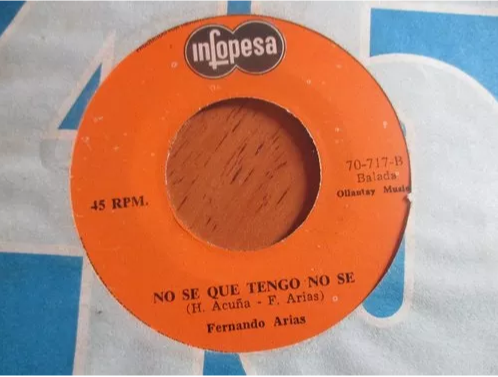 infopesa
70-717-B
Balada
Ollantay Music
45 RPM.
NO SE QUE TENGO NO SE
(H. Acuña - F. Arias)
Fernando Arias